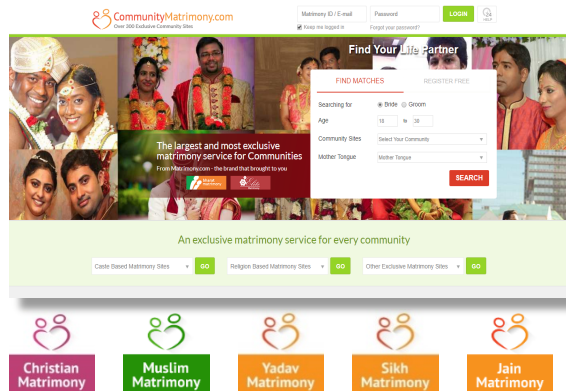 CommunityMatrimony.com
Over 300 Exclusive Community Sites
Matrimony ID / E-mail
Password
LOGIN
HELP
Keep me logged in
Forgot your password?
Find Your Life Partner
FIND MATCHES
REGISTER FREE
Searching for
Bride
Groom
Age
18
to
30
Community Sites
Select Your Community
Mother Tongue
Mother Tongue
SEARCH
The largest and most exclusive
matrimony service for Communities
From Matrimony.com - the brand that brought to you
An exclusive matrimony service for every community
Caste Based Matrimony Sites
GO
Religion Based Matrimony Sites
GO
Other Exclusive Matrimony Sites
GO
Christian
Matrimony
Muslim
Matrimony
Yadav
Matrimony
Sikh
Matrimony
Jain
Matrimony